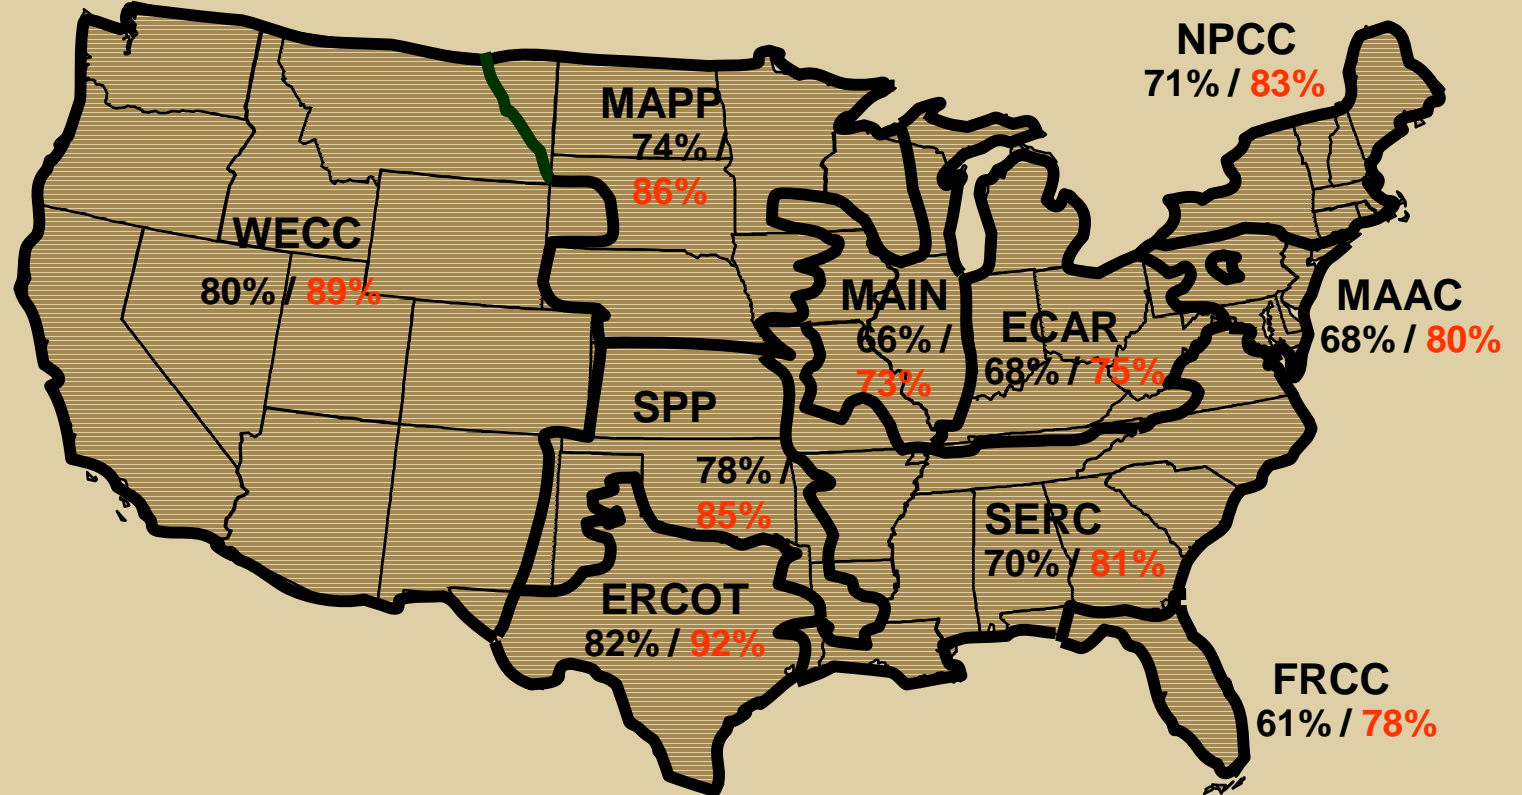 NPCC
71% / 83%
MAPP
74% /
86%
WECC
80% / 89%
MAIN
66% /
73%
ECAR
68% / 75%
MAAC
68% / 80%
SPP
78% /
85%
SERC
70% / 81%
ERCOT
82% / 92%
FRCC
61% / 78%